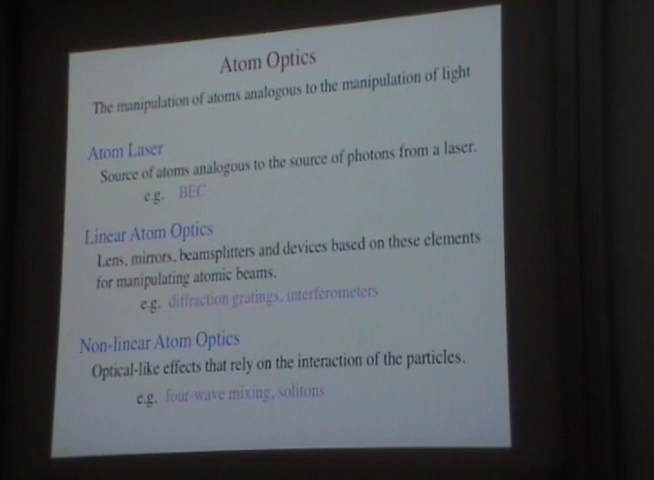 Atom Optics
The manipulation of atoms analogous to the manipulation of light
Atom Laser
Source of atoms analogous to the source of photons from a laser.
e.g. BEC
Linear Atom Optics
Lens, mirrors, beamsplitters and devices based on these elements
for manipulating atomic beams.
e.g. diffraction gratings, interferometers
Non-linear Atom Optics
Optical-like effects that rely on the interaction of the particles.
e.g. four-wave mixing, solitons